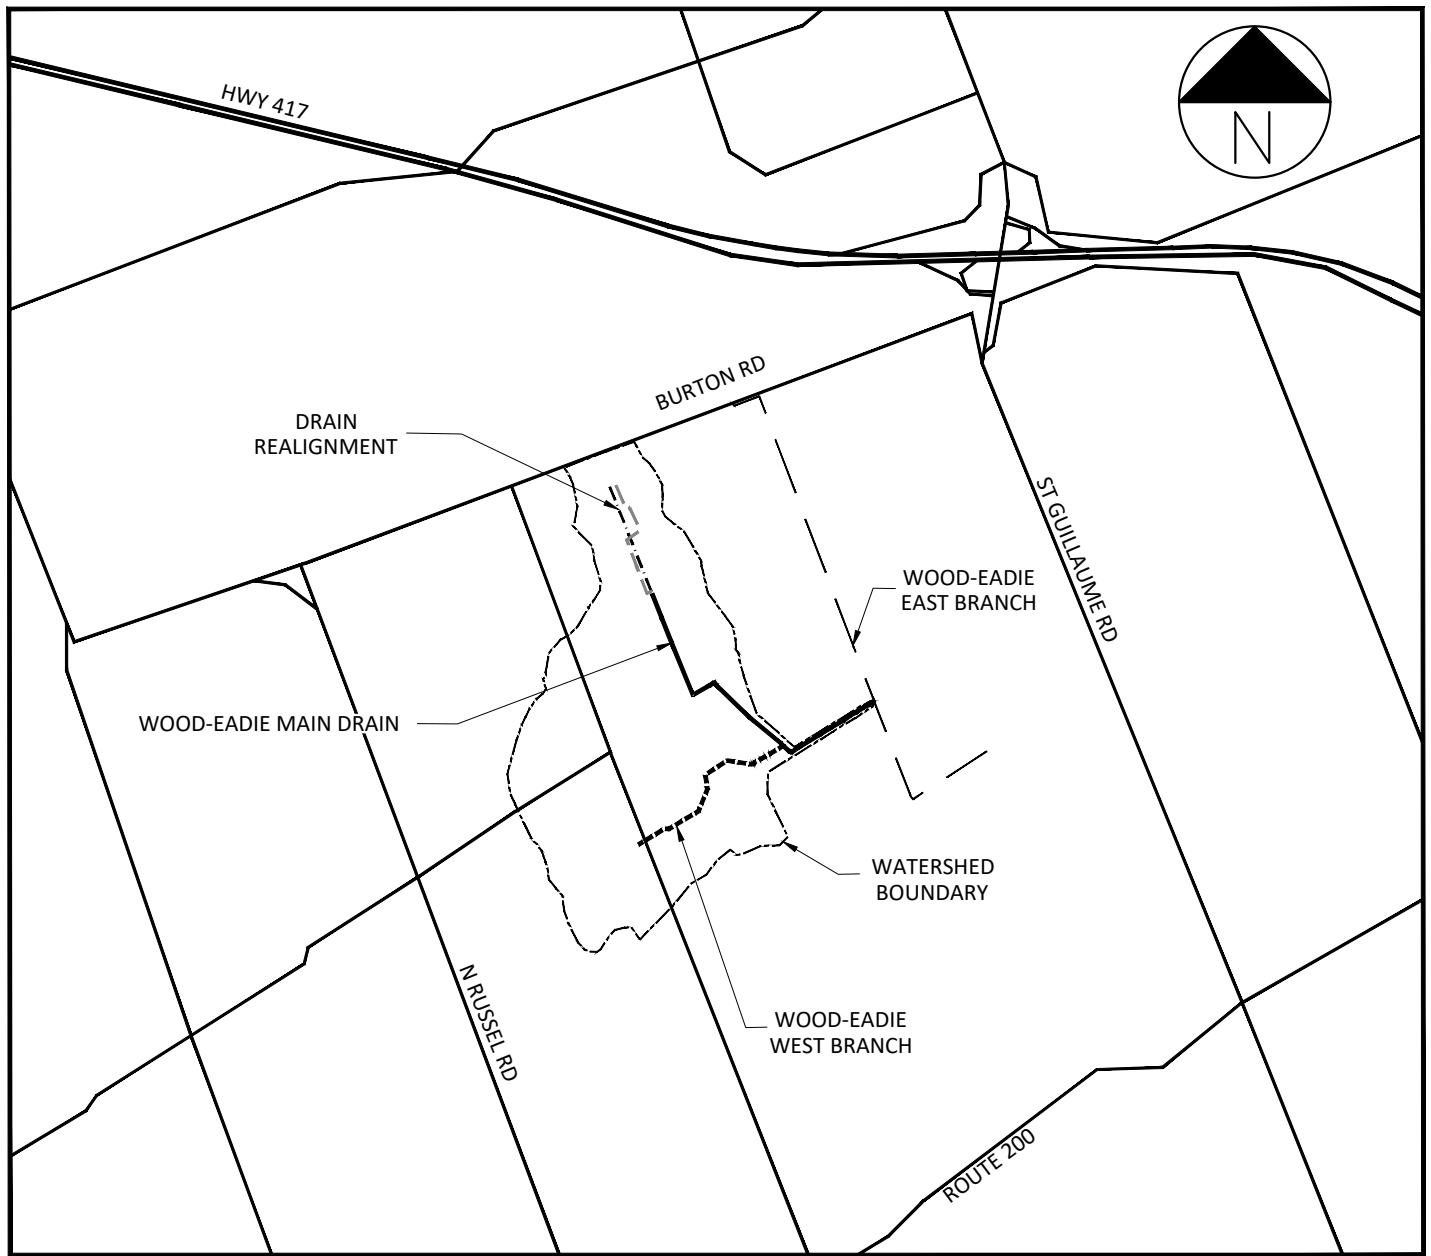 HWY 417
N
BURTON RD
DRAIN
REALIGNMENT
ST GUILLAUME RD
WOOD-EADIE
EAST BRANCH
WOOD-EADIE MAIN DRAIN
WATERSHED
BOUNDARY
N RUSSEL RD
WOOD-EADIE
WEST BRANCH
ROUTE 200